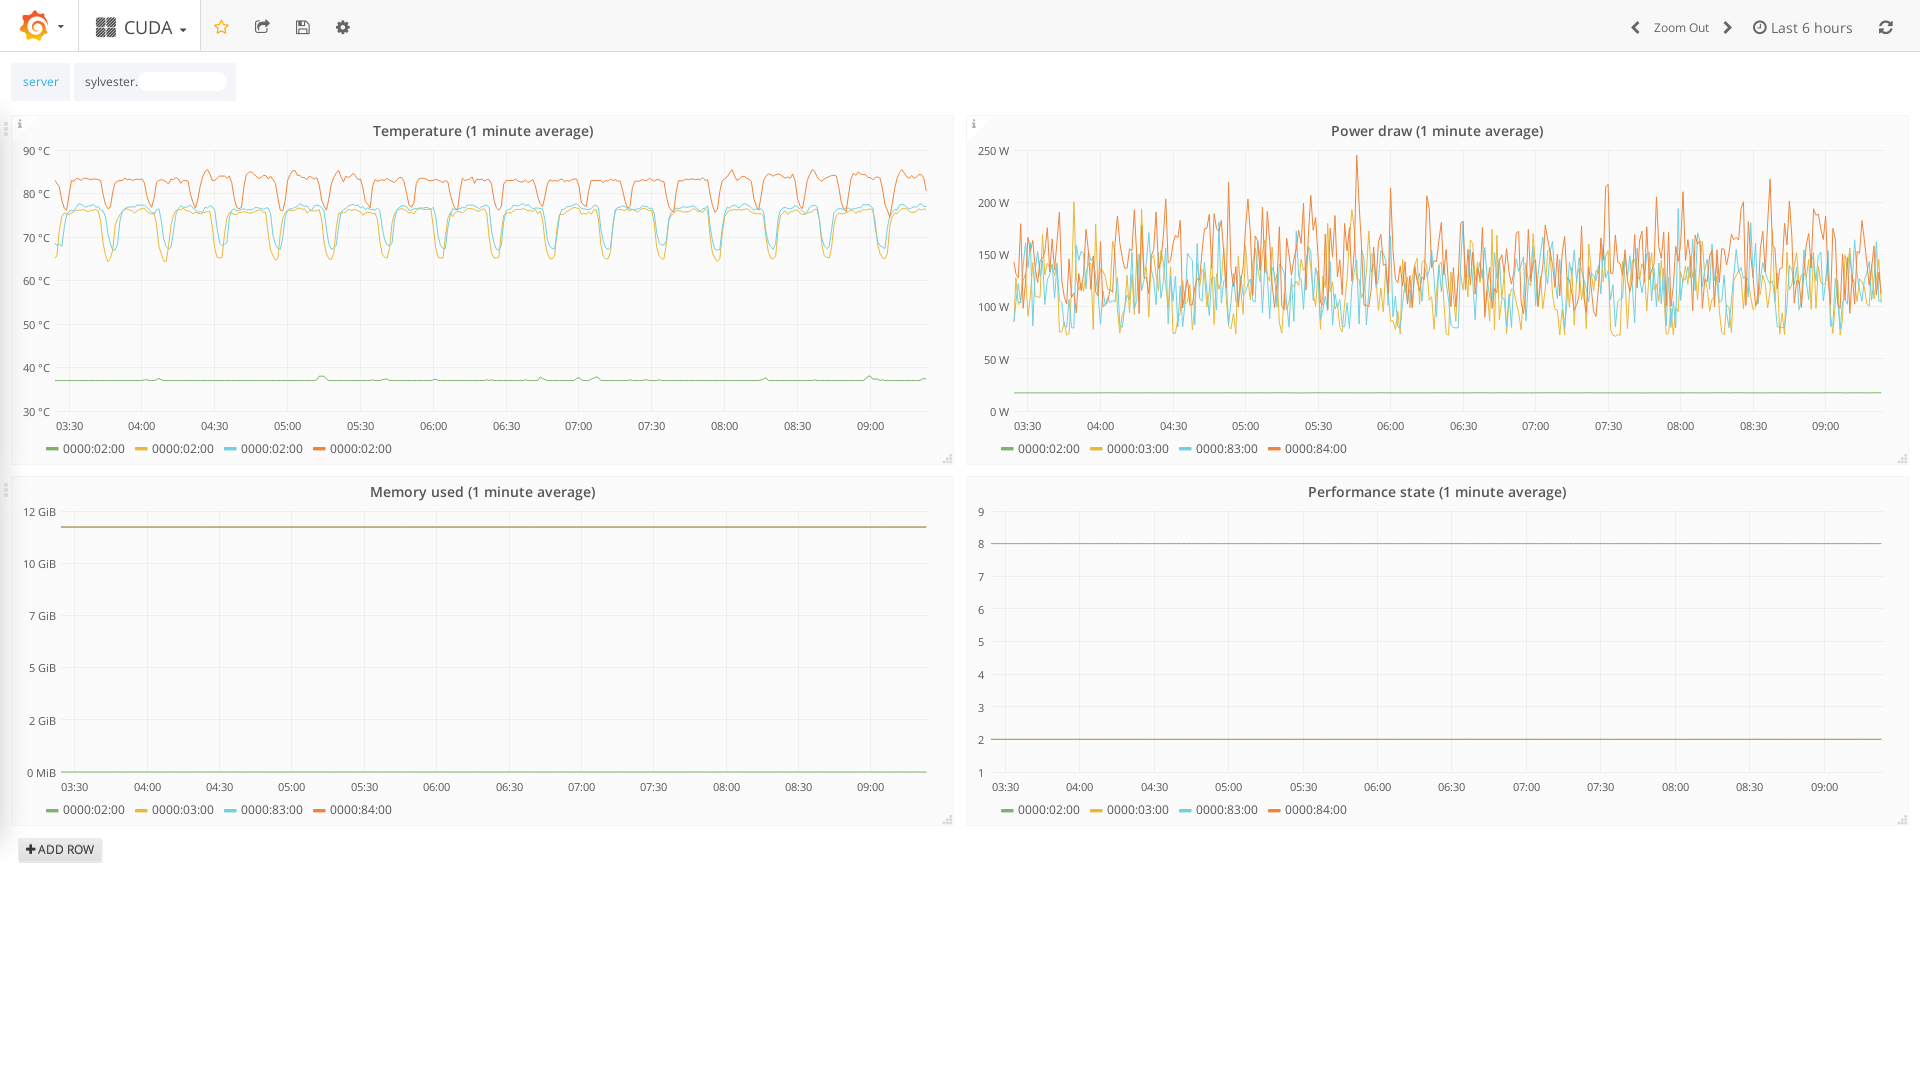 CUDA
Zoom Out
Last 6 hours
server
sylvester.
i
Temperature (1 minute average)
90 °C
80 °C
70 °C
60 °C
50 °C
40 °C
30 °C
03:30 04:00 04:30 05:00 05:30 06:00 06:30 07:00 07:30 08:00 08:30 09:00
0000:02:00 0000:02:00 0000:02:00 0000:02:00
i
Power draw (1 minute average)
250 W
200 W
150 W
100 W
50 W
0 W
03:30 04:00 04:30 05:00 05:30 06:00 06:30 07:00 07:30 08:00 08:30 09:00
0000:02:00 0000:03:00 0000:83:00 0000:84:00
Memory used (1 minute average)
12 GiB
10 GiB
7 GiB
5 GiB
2 GiB
0 MiB
03:30 04:00 04:30 05:00 05:30 06:00 06:30 07:00 07:30 08:00 08:30 09:00
0000:02:00 0000:03:00 0000:83:00 0000:84:00
Performance state (1 minute average)
9
8
7
6
5
4
3
2
1
03:30 04:00 04:30 05:00 05:30 06:00 06:30 07:00 07:30 08:00 08:30 09:00
0000:02:00 0000:03:00 0000:83:00 0000:84:00
ADD ROW